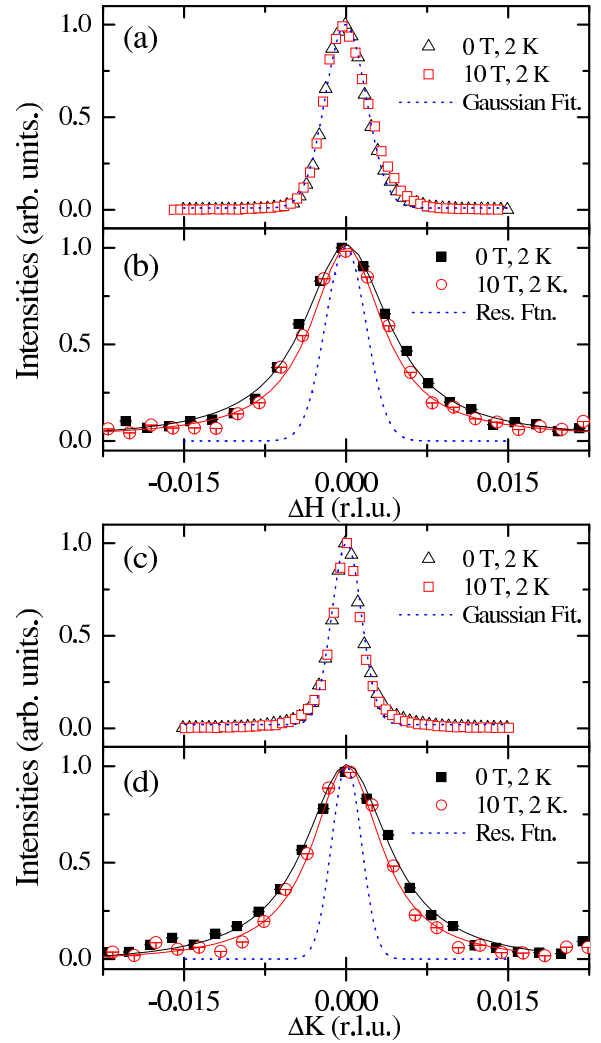 (a)
0 T, 2 K
10 T, 2 K
Gaussian Fit.
1.0
0.5
0.0
(b)
0 T, 2 K
10 T, 2 K.
Res. Ftn.
1.0
0.5
0.0
Intensities (arb. units.)
-0.015 0.000 0.015
ΔH (r.l.u.)
(c)
0 T, 2 K
10 T, 2 K
Gaussian Fit.
1.0
0.5
0.0
(d)
0 T, 2 K
10 T, 2 K.
Res. Ftn.
1.0
0.5
0.0
Intensities (arb. units.)
-0.015 0.000 0.015
ΔK (r.l.u.)